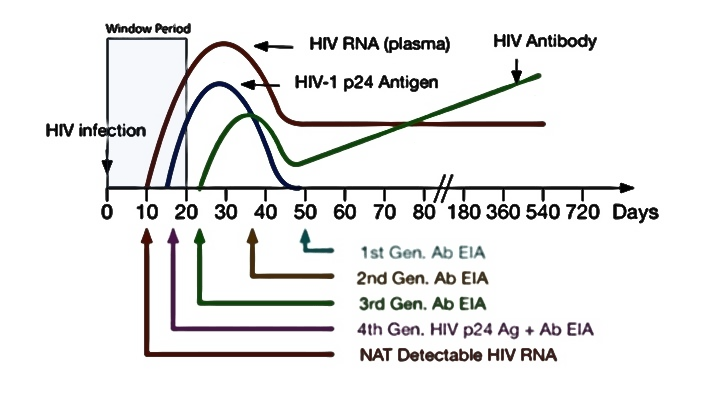 Window Period
HIV RNA (plasma)
HIV Antibody
HIV-1 p24 Antigen
HIV infection
0 10 20 30 40 50 60 70 80 180 360 540 720 Days
1st Gen. Ab EIA
2nd Gen. Ab EIA
3rd Gen. Ab EIA
4th Gen. HIV p24 Ag + Ab EIA
NAT Detectable HIV RNA